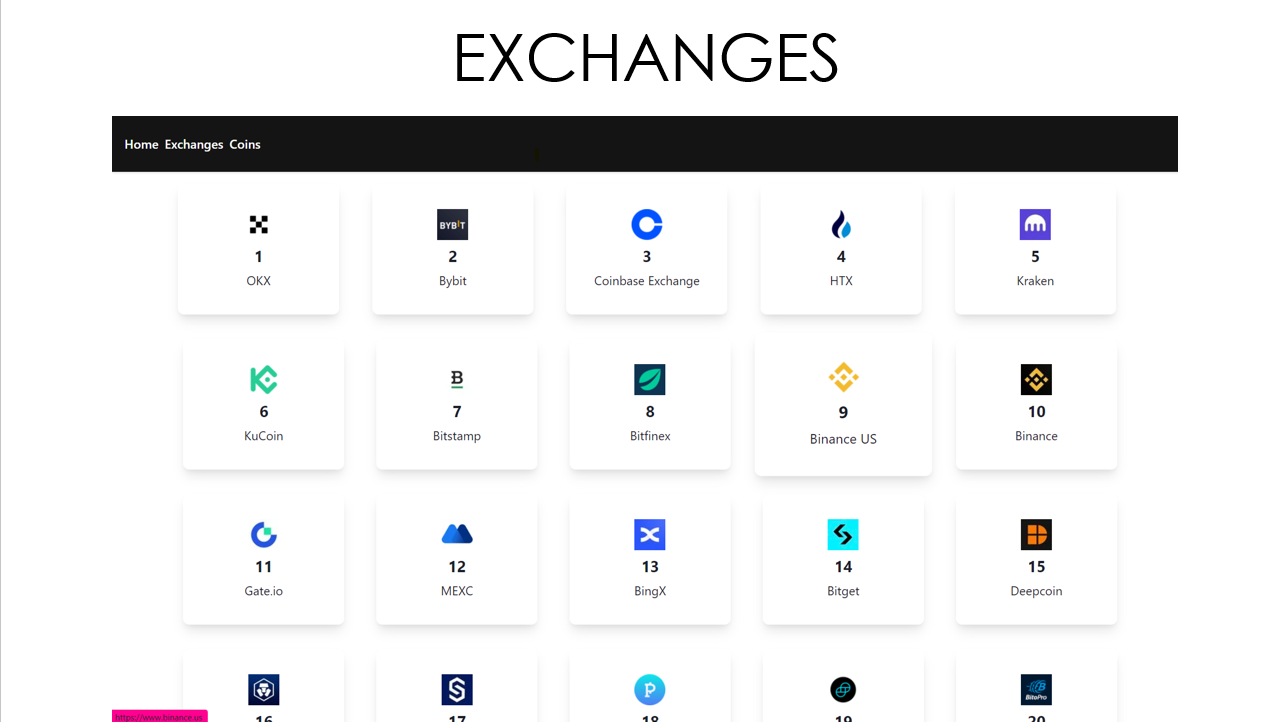 EXCHANGES
Home Exchanges Coins
BYBIT
1 2 3 4 5
OKX Bybit Coinbase Exchange HTX Kraken
6 7 8 9 10
KuCoin Bitstamp Bitfinex Binance US Binance
11 12 13 14 15
Gate.io MEXC BingX Bitget Deepcoin
BitoPro
16 17 18 19 20
https://www.binance.us